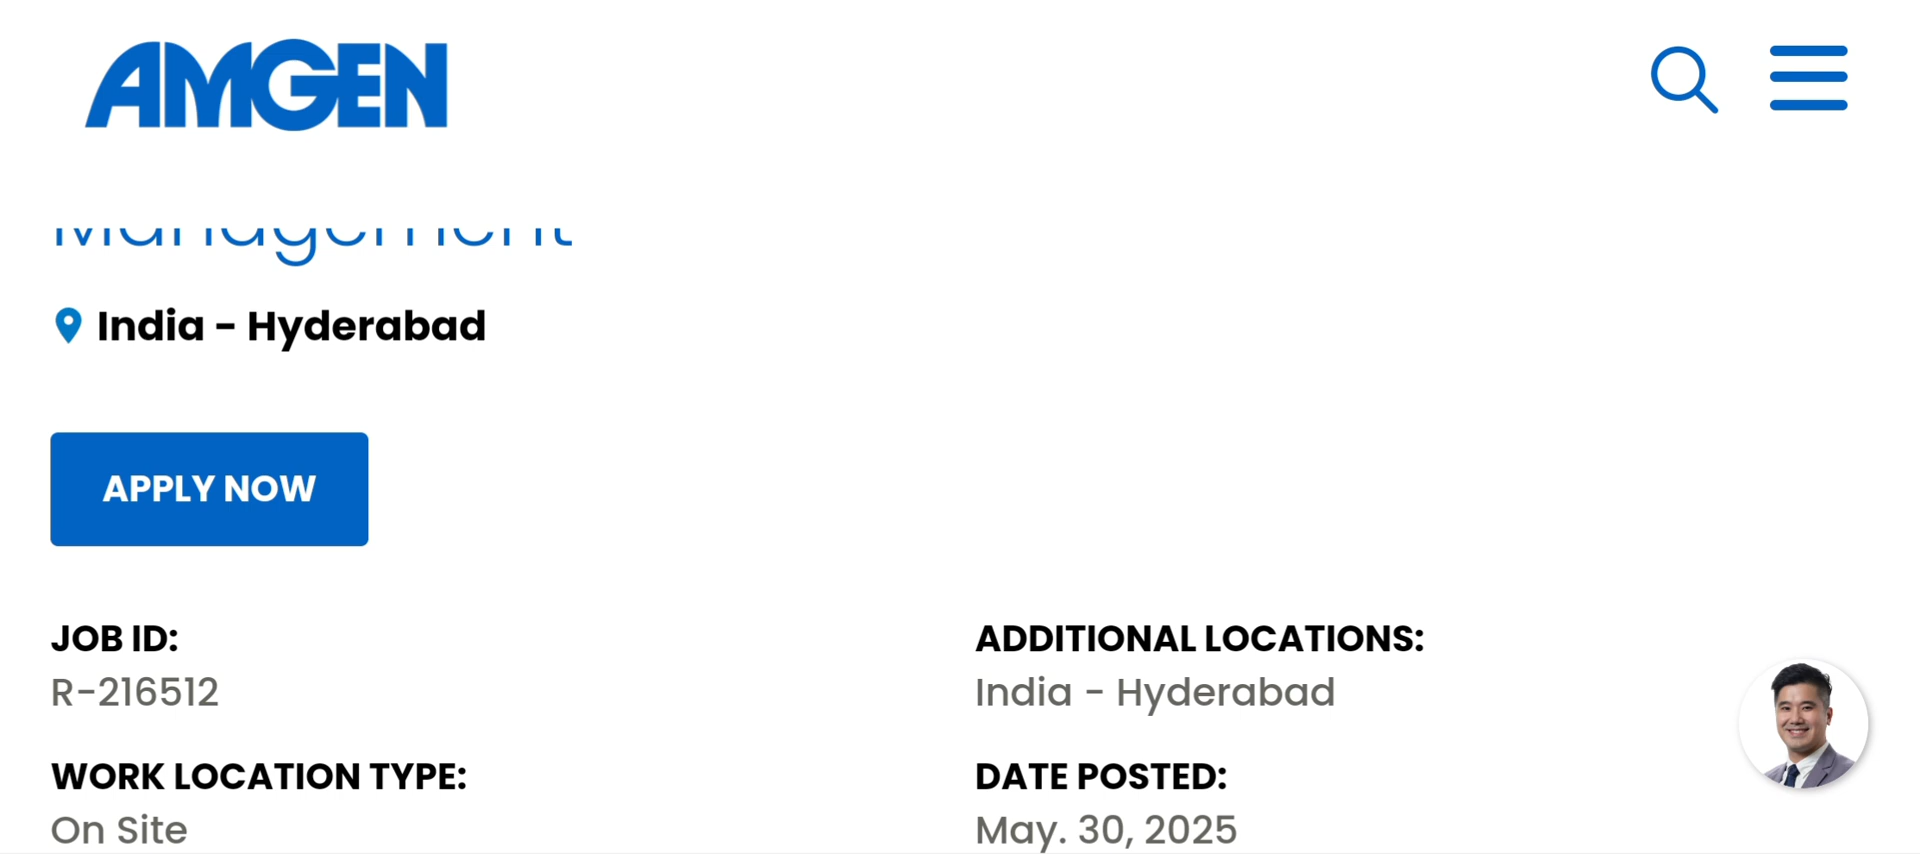 AMGEN
Management
India - Hyderabad
APPLY NOW
JOB ID:
R-216512
ADDITIONAL LOCATIONS:
India - Hyderabad
WORK LOCATION TYPE:
On Site
DATE POSTED:
May. 30, 2025